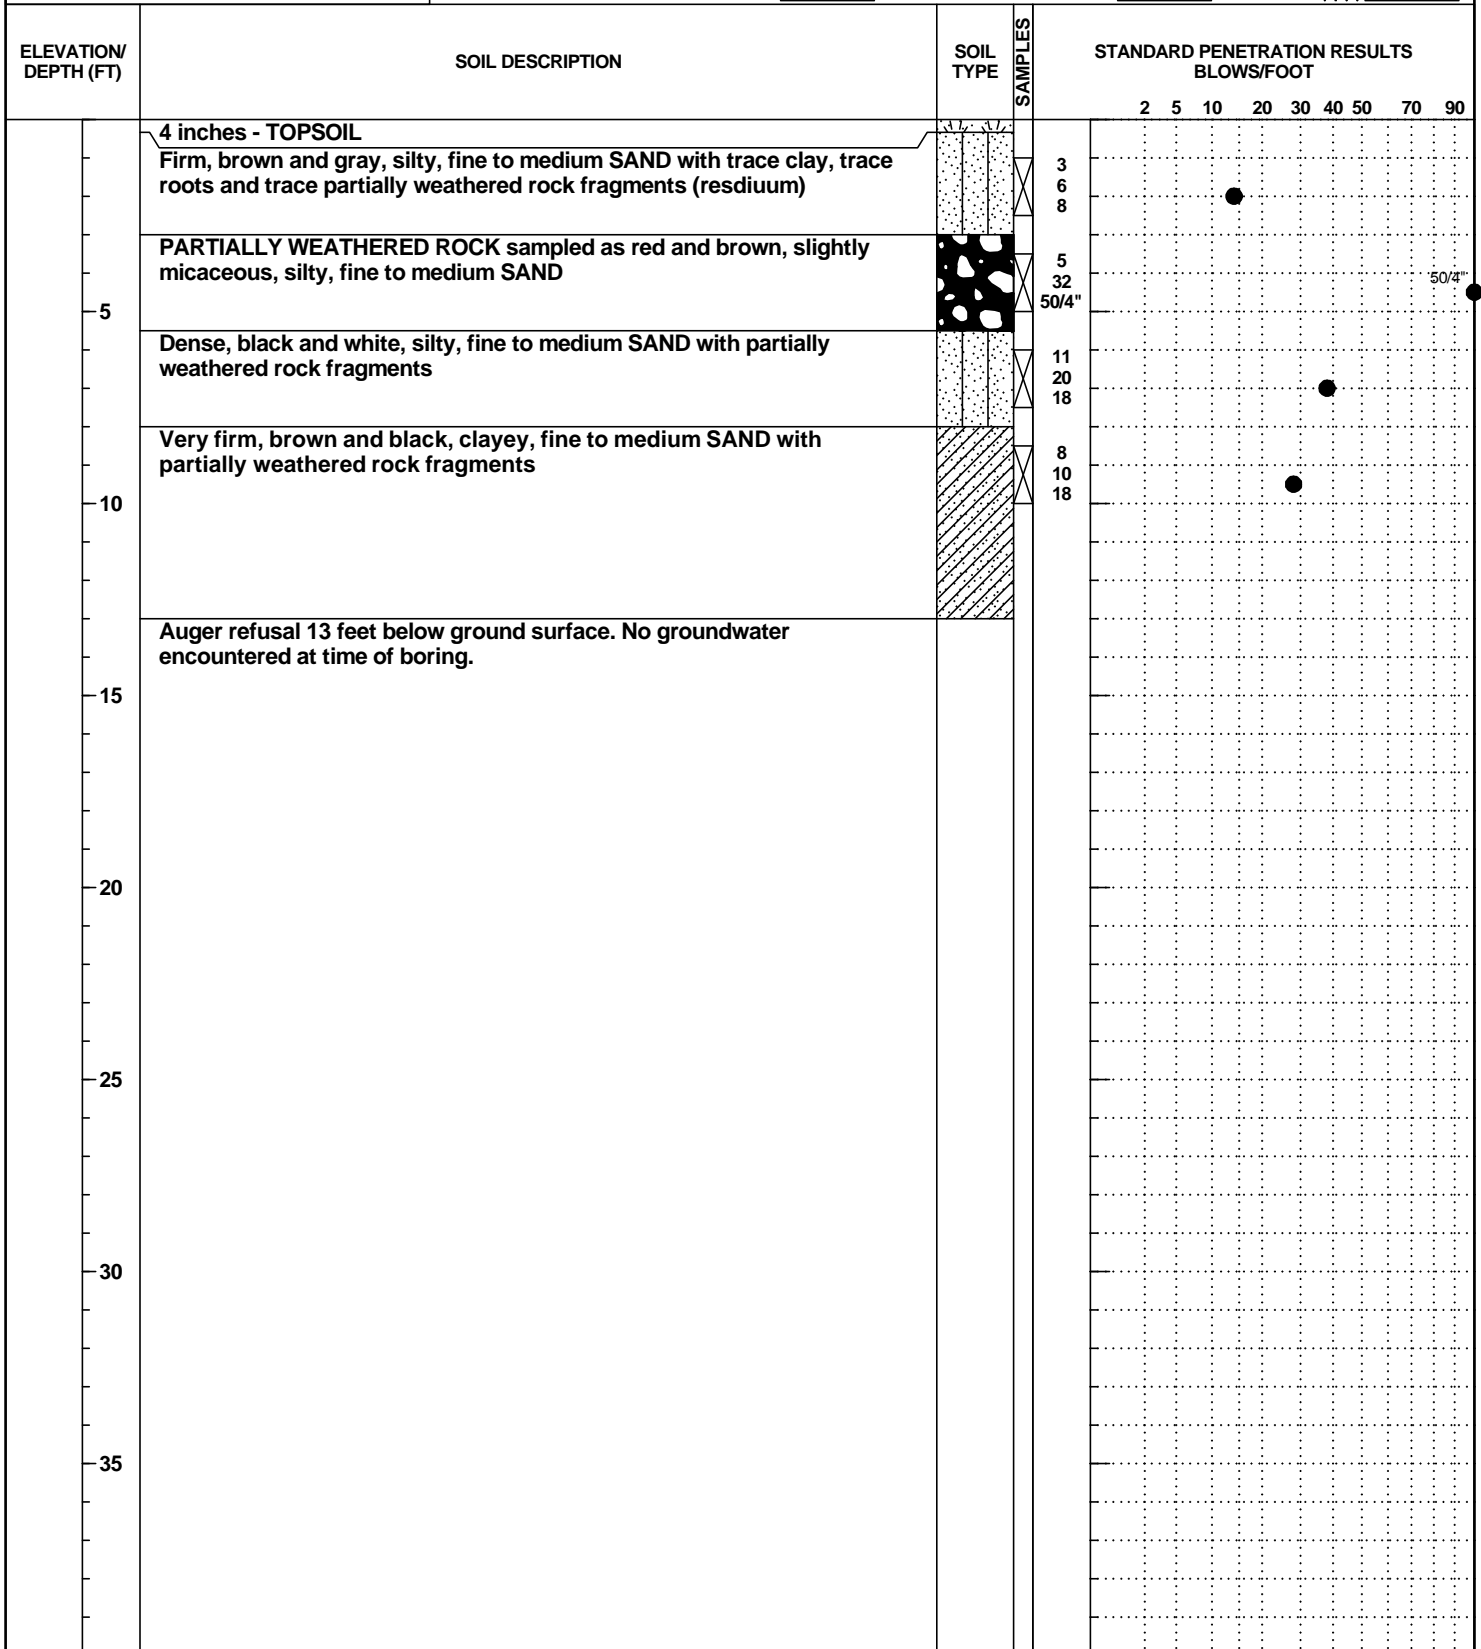 ELEVATION/
DEPTH (FT)
SOIL DESCRIPTION
SOIL
TYPE
SAMPLES
STANDARD PENETRATION RESULTS
BLOWS/FOOT
2 5 10 20 30 40 50 70 90
4 inches - TOPSOIL
Firm, brown and gray, silty, fine to medium SAND with trace clay, trace
roots and trace partially weathered rock fragments (resdiuum)
3
6
8
PARTIALLY WEATHERED ROCK sampled as red and brown, slightly
micaceous, silty, fine to medium SAND
5
32
50/4"
50/4"
5
Dense, black and white, silty, fine to medium SAND with partially
weathered rock fragments
11
20
18
Very firm, brown and black, clayey, fine to medium SAND with
partially weathered rock fragments
8
10
18
10
Auger refusal 13 feet below ground surface. No groundwater
encountered at time of boring.
15
20
25
30
35